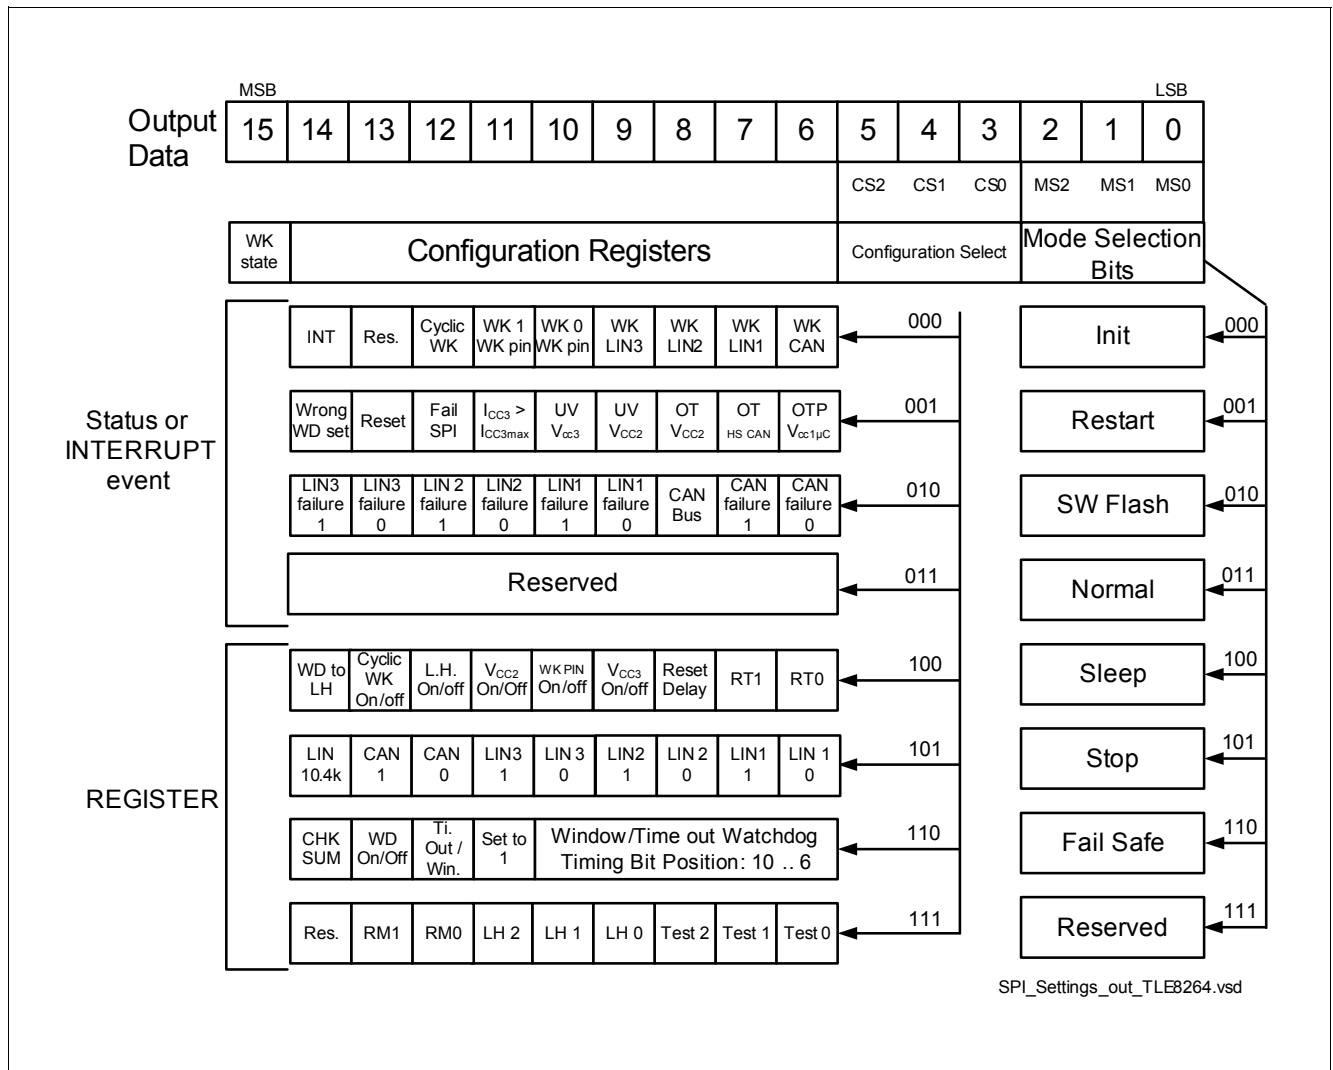 MSB LSB
Output Data 15 14 13 12 11 10 9 8 7 6 5 4 3 2 1 0
CS2 CS1 CS0 MS2 MS1 MS0
WK state Configuration Registers Configuration Select Mode Selection Bits
Status or INTERRUPT event
INT Res. Cyclic WK WK 1 WK pin WK 0 WK pin WK LIN3 WK LIN2 WK LIN1 WK CAN 000 Init 000
Wrong WD set Reset Fail SPI ICC3 > ICC3max UV Vcc3 UV VCC2 OT VCC2 OT HS CAN OTP Vcc1µC 001 Restart 001
LIN3 failure 1 LIN3 failure 0 LIN 2 failure 1 LIN2 failure 0 LIN1 failure 1 LIN1 failure 0 CAN Bus CAN failure 1 CAN failure 0 010 SW Flash 010
Reserved 011 Normal 011
REGISTER
WD to LH Cyclic WK On/off L.H. On/off VCC2 On/Off WK PIN On/off VCC3 On/off Reset Delay RT1 RT0 100 Sleep 100
LIN 10.4k CAN 1 CAN 0 LIN3 1 LIN 3 0 LIN2 1 LIN 2 0 LIN1 1 LIN 1 0 101 Stop 101
CHK SUM WD On/Off Ti. Out / Win. Set to 1 Window/Time out Watchdog Timing Bit Position: 10 .. 6 110 Fail Safe 110
Res. RM1 RM0 LH 2 LH 1 LH 0 Test 2 Test 1 Test 0 111 Reserved 111
SPI_Settings_out_TLE8264.vsd